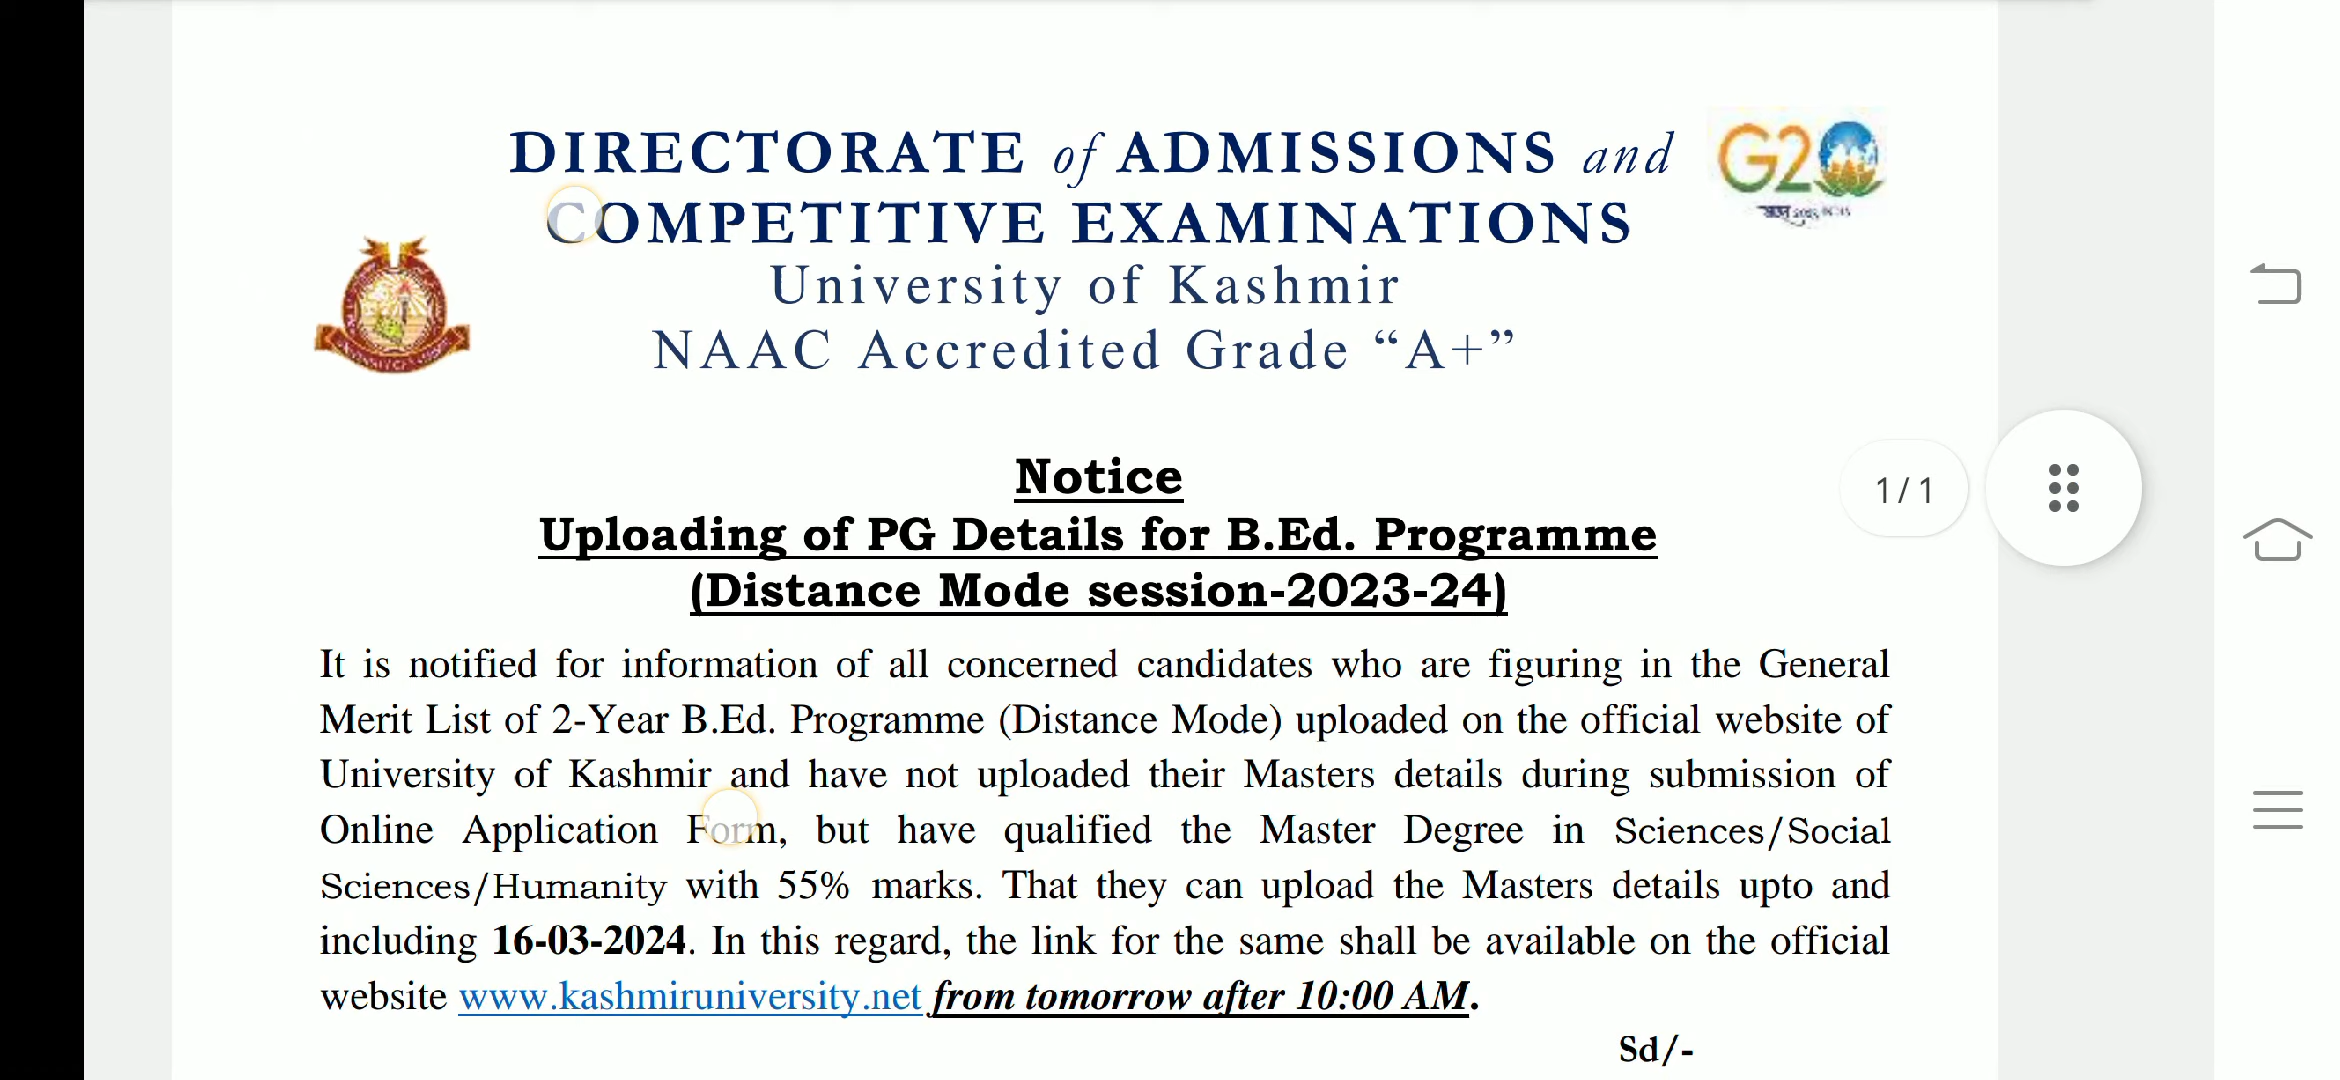 DIRECTORATE of ADMISSIONS and
COMPETITIVE EXAMINATIONS
University of Kashmir
NAAC Accredited Grade “A+”
G20
Notice
Uploading of PG Details for B.Ed. Programme
(Distance Mode session-2023-24)
1/1
It is notified for information of all concerned candidates who are figuring in the General
Merit List of 2-Year B.Ed. Programme (Distance Mode) uploaded on the official website of
University of Kashmir and have not uploaded their Masters details during submission of
Online Application Form, but have qualified the Master Degree in Sciences/Social
Sciences/Humanity with 55% marks. That they can upload the Masters details upto and
including 16-03-2024. In this regard, the link for the same shall be available on the official
website www.kashmiruniversity.net from tomorrow after 10:00 AM.
Sd/-